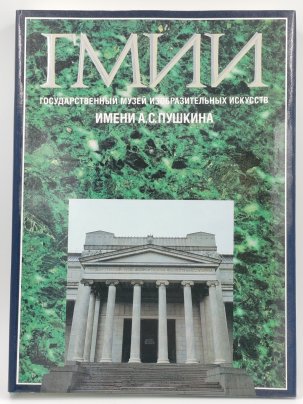 ГМИИ
ГОСУДАРСТВЕННЫЙ МУЗЕЙ ИЗОБРАЗИТЕЛЬНЫХ ИСКУССТВ
ИМЕНИ А.С.ПУШКИНА